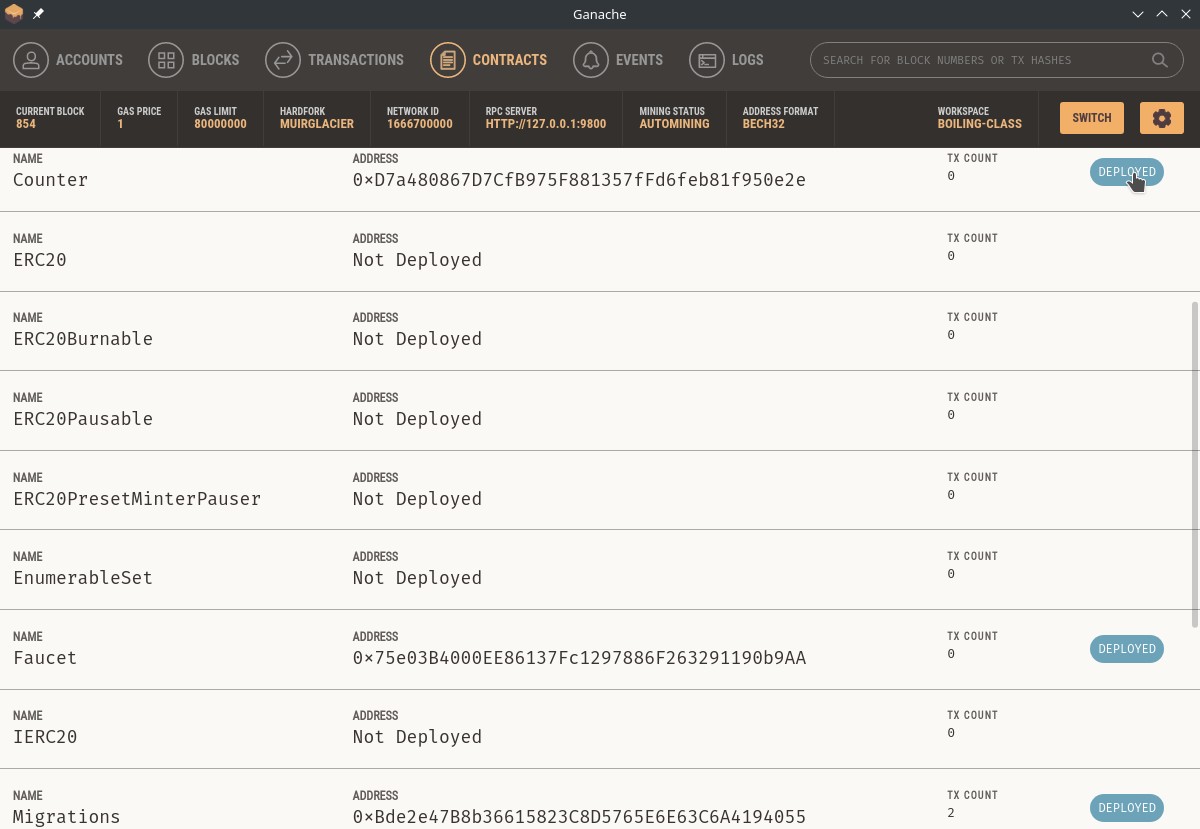 Ganache
ACCOUNTS BLOCKS TRANSACTIONS CONTRACTS EVENTS LOGS SEARCH FOR BLOCK NUMBERS OR TX HASHES
CURRENT BLOCK GAS PRICE GAS LIMIT HARDFORK NETWORK ID RPC SERVER MINING STATUS ADDRESS FORMAT WORKSPACE
854 1 80000000 MUIRGLACIER 1666700000 HTTP://127.0.0.1:9800 AUTOMINING BECH32 BOILING-CLASS SWITCH
NAME ADDRESS TX COUNT
Counter 0×D7a480867D7CfB975F881357fFd6feb81f950e2e 0 DEPLOYED
NAME ADDRESS TX COUNT
ERC20 Not Deployed 0
NAME ADDRESS TX COUNT
ERC20Burnable Not Deployed 0
NAME ADDRESS TX COUNT
ERC20Pausable Not Deployed 0
NAME ADDRESS TX COUNT
ERC20PresetMinterPauser Not Deployed 0
NAME ADDRESS TX COUNT
EnumerableSet Not Deployed 0
NAME ADDRESS TX COUNT
Faucet 0×75e03B4000EE86137Fc1297886F263291190b9AA 0 DEPLOYED
NAME ADDRESS TX COUNT
IERC20 Not Deployed 0
NAME ADDRESS TX COUNT
Migrations 0×Bde2e47B8b36615823C8D5765E6E63C6A4194055 2 DEPLOYED